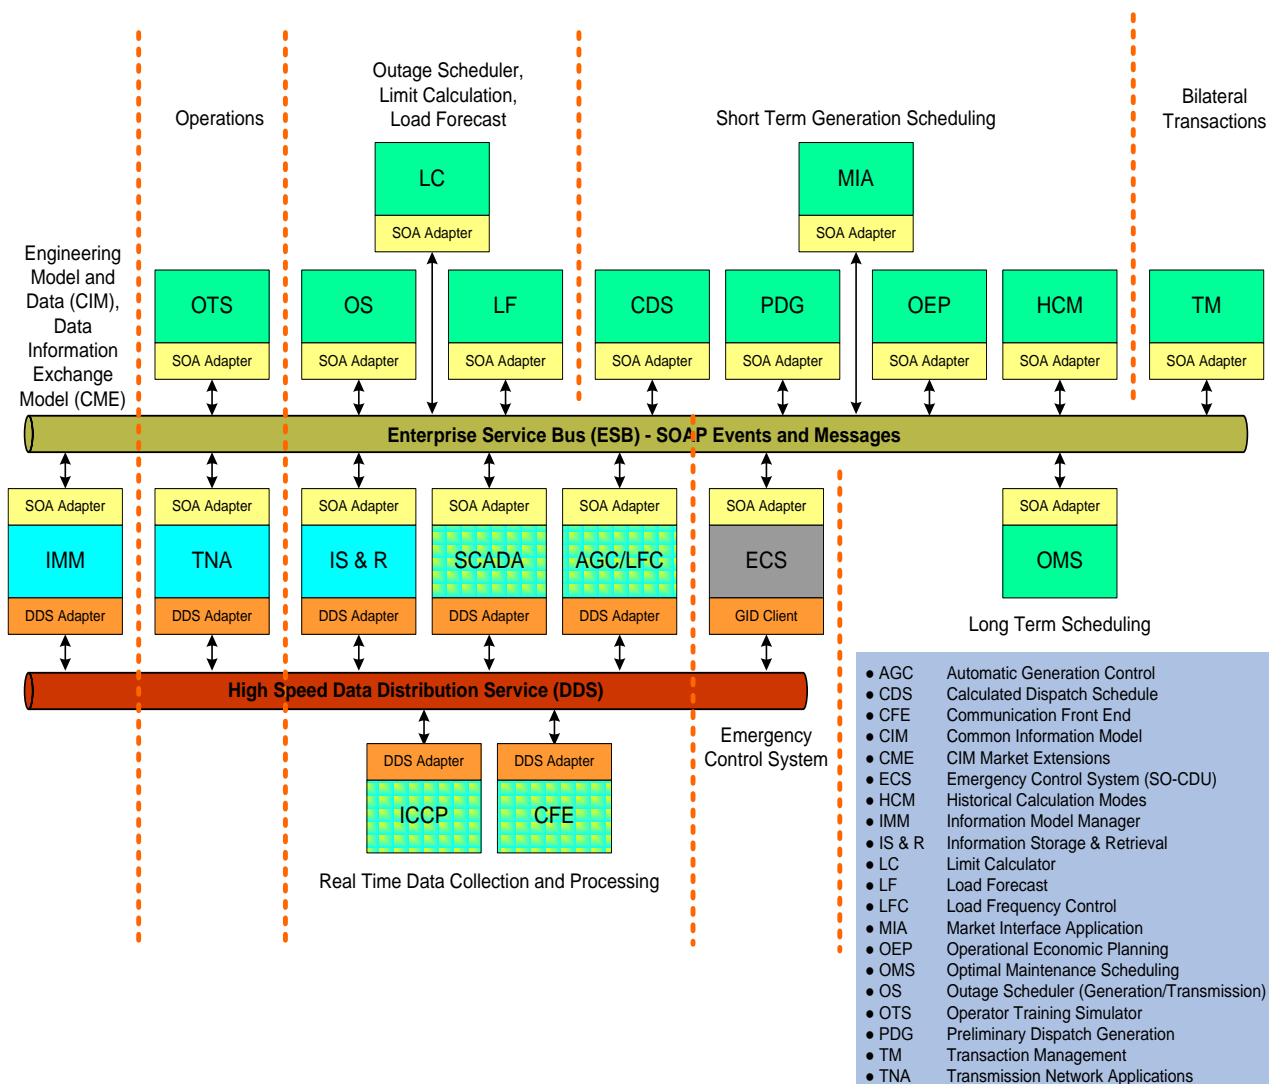 Operations
Outage Scheduler,
Limit Calculation,
Load Forecast
Short Term Generation Scheduling
Bilateral
Transactions
LC
SOA Adapter
MIA
SOA Adapter
Engineering
Model and
Data (CIM),
Data
Information
Exchange
Model (CME)
OTS
SOA Adapter
OS
SOA Adapter
LF
SOA Adapter
CDS
SOA Adapter
PDG
SOA Adapter
OEP
SOA Adapter
HCM
SOA Adapter
TM
SOA Adapter
Enterprise Service Bus (ESB) - SOAP Events and Messages
SOA Adapter
IMM
DDS Adapter
SOA Adapter
TNA
DDS Adapter
SOA Adapter
IS & R
DDS Adapter
SOA Adapter
SCADA
DDS Adapter
SOA Adapter
AGC/LFC
DDS Adapter
SOA Adapter
ECS
GID Client
SOA Adapter
OMS
Long Term Scheduling
High Speed Data Distribution Service (DDS)
Emergency
Control System
DDS Adapter
ICCP
DDS Adapter
CFE
Real Time Data Collection and Processing
● AGC Automatic Generation Control
● CDS Calculated Dispatch Schedule
● CFE Communication Front End
● CIM Common Information Model
● CME CIM Market Extensions
● ECS Emergency Control System (SO-CDU)
● HCM Historical Calculation Modes
● IMM Information Model Manager
● IS & R Information Storage & Retrieval
● LC Limit Calculator
● LF Load Forecast
● LFC Load Frequency Control
● MIA Market Interface Application
● OEP Operational Economic Planning
● OMS Optimal Maintenance Scheduling
● OS Outage Scheduler (Generation/Transmission)
● OTS Operator Training Simulator
● PDG Preliminary Dispatch Generation
● TM Transaction Management
● TNA Transmission Network Applications